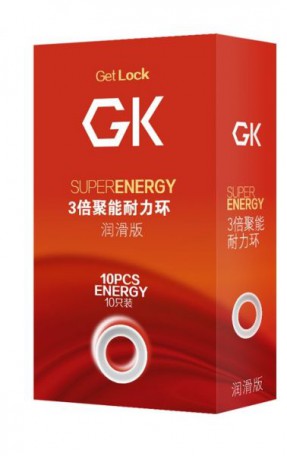 Get Lock
GK
SUPERENERGY
3倍聚能耐力环
润滑版
10PCS
ENERGY
10只装
GK
SUPER
ENERGY
3倍聚能
耐力环
润滑版